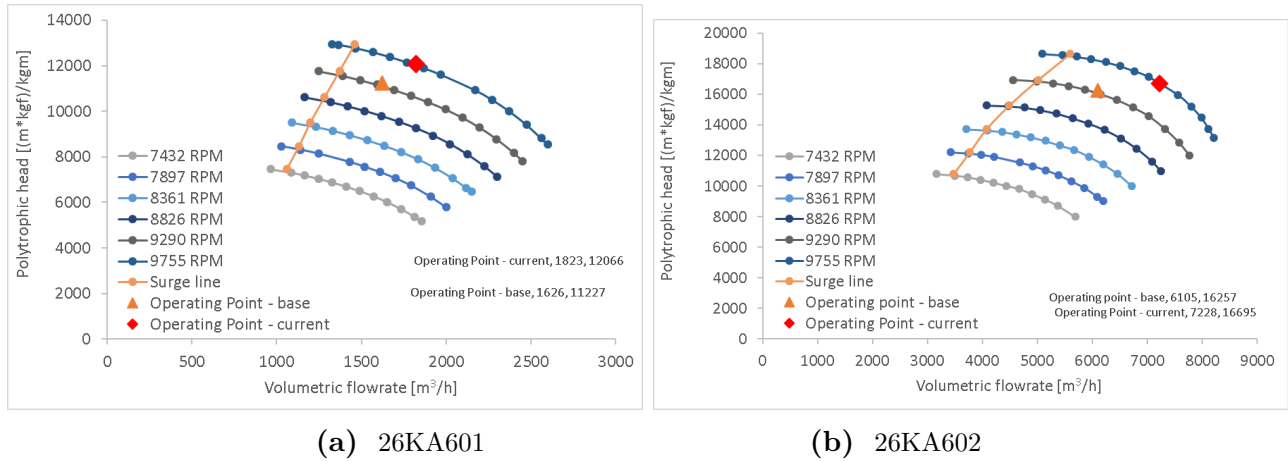 14000
12000
10000
8000
6000
4000
2000
0
Polytrophic head [(m*kgf)/kgm]
7432 RPM
7897 RPM
8361 RPM
8826 RPM
9290 RPM
9755 RPM
Surge line
Operating Point - base
Operating Point - current
Operating Point - current, 1823, 12066
Operating Point - base, 1626, 11227
0 500 1000 1500 2000 2500 3000
Volumetric flowrate [m³/h]
(a) 26KA601
20000
18000
16000
14000
12000
10000
8000
6000
4000
2000
0
Polytrophic head [(m*kgf)/kgm]
7432 RPM
7897 RPM
8361 RPM
8826 RPM
9290 RPM
9755 RPM
Surge line
Operating point - base
Operating Point - current
Operating point - base, 6105, 16257
Operating Point - current, 7228, 16695
0 1000 2000 3000 4000 5000 6000 7000 8000 9000
Volumetric flowrate [m³/h]
(b) 26KA602